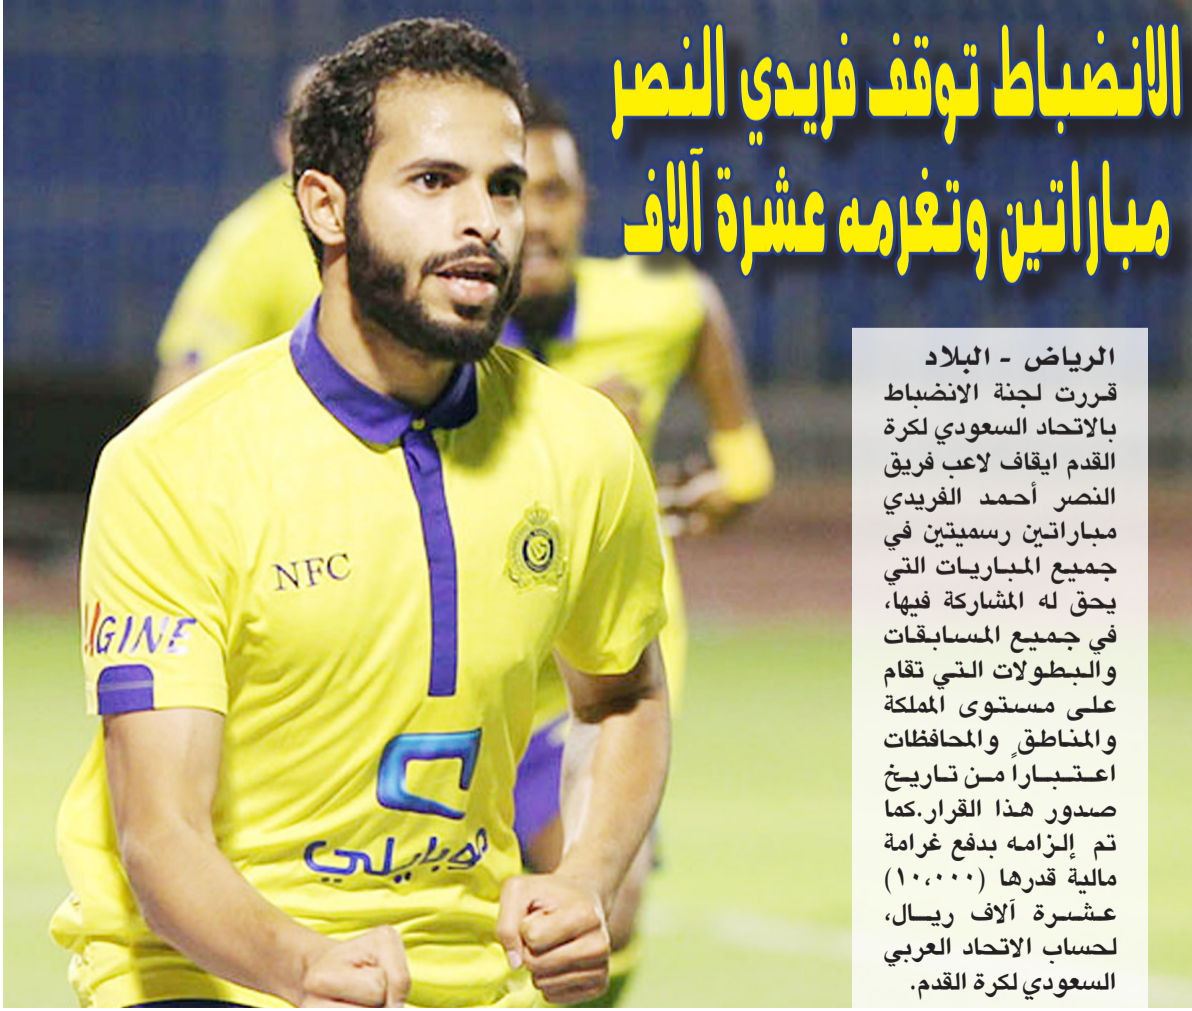 الانضباط توقف فريدي النصر
مباراتين وتغرمه عشرة آلاف
الرياض - البلاد
قررت لجنة الانضباط
بالاتحاد السعودي لكرة
القدم ايقاف لاعب فريق
النصر أحمد الفريدي
مباراتين رسميتين في
جميع المباريات التي
يحق له المشاركة فيها،
في جميع المسابقات
والبطولات التي تقام
على مستوى المملكة
والمناطق والمحافظات
اعتباراً من تاريخ
صدور هذا القرار.كما
تم إلزامه بدفع غرامة
مالية قدرها (١٠،٠٠٠)
عشرة آلاف ريال،
لحساب الاتحاد العربي
السعودي لكرة القدم.
NFC
GINE
موبايلي